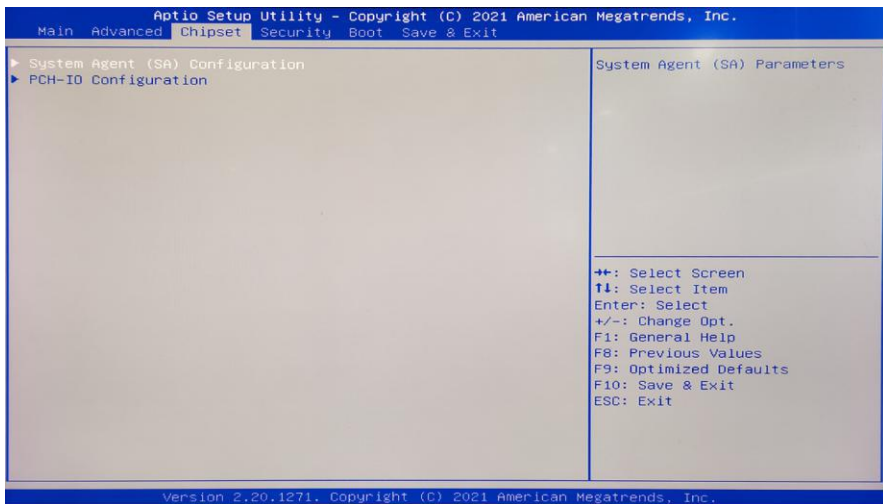 Aptio Setup Utility – Copyright (C) 2021 American Megatrends, Inc.
Main Advanced Chipset Security Boot Save & Exit
▶ System Agent (SA) Configuration
▶ PCH-IO Configuration
System Agent (SA) Parameters
→←: Select Screen
↑↓: Select Item
Enter: Select
+/-: Change Opt.
F1: General Help
F8: Previous Values
F9: Optimized Defaults
F10: Save & Exit
ESC: Exit
Version 2.20.1271. Copyright (C) 2021 American Megatrends, Inc.